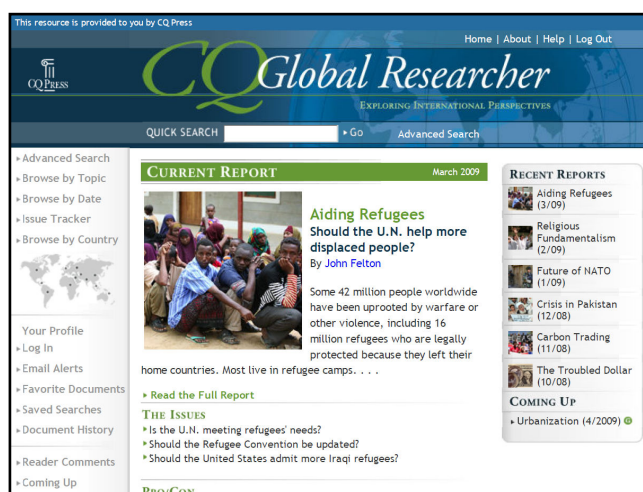 This resource is provided to you by CQ Press
Home | About | Help | Log Out
CQ PRESS
CQ Global Researcher
EXPLORING INTERNATIONAL PERSPECTIVES
QUICK SEARCH Go Advanced Search
Advanced Search
Browse by Topic
Browse by Date
Issue Tracker
Browse by Country
Your Profile
Log In
Email Alerts
Favorite Documents
Saved Searches
Document History
Reader Comments
Coming Up
CURRENT REPORT March 2009
Aiding Refugees
Should the U.N. help more
displaced people?
By John Felton
Some 42 million people worldwide
have been uprooted by warfare or
other violence, including 16
million refugees who are legally
protected because they left their
home countries. Most live in refugee camps. . . .
Read the Full Report
THE ISSUES
Is the U.N. meeting refugees' needs?
Should the Refugee Convention be updated?
Should the United States admit more Iraqi refugees?
PRO/CON
RECENT REPORTS
Aiding Refugees
(3/09)
Religious
Fundamentalism
(2/09)
Future of NATO
(1/09)
Crisis in Pakistan
(12/08)
Carbon Trading
(11/08)
The Troubled Dollar
(10/08)
COMING UP
Urbanization (4/2009)